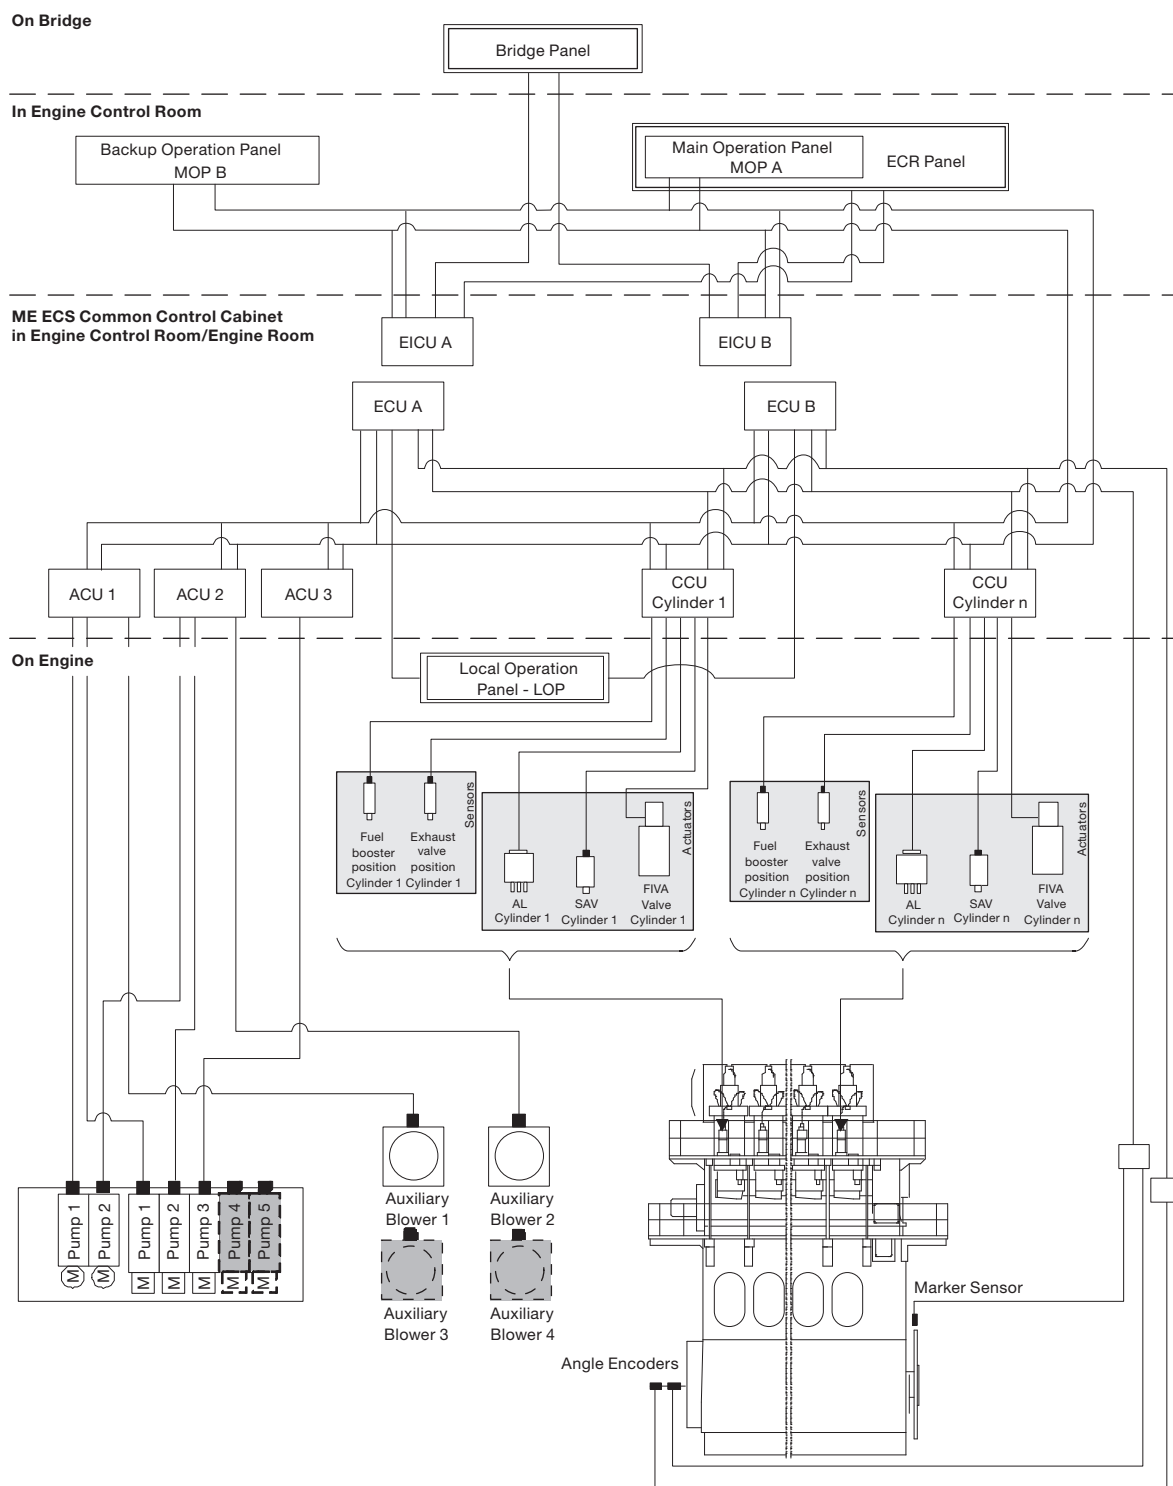 On Bridge
Bridge Panel
In Engine Control Room
Backup Operation Panel
MOP B
Main Operation Panel
MOP A
ECR Panel
ME ECS Common Control Cabinet
in Engine Control Room/Engine Room
EICU A
EICU B
ECU A
ECU B
ACU 1
ACU 2
ACU 3
CCU
Cylinder 1
CCU
Cylinder n
On Engine
Local Operation
Panel - LOP
Sensors
Fuel
booster
position
Cylinder 1
Exhaust
valve
position
Cylinder 1
Actuators
AL
Cylinder 1
SAV
Cylinder 1
FIVA
Valve
Cylinder 1
Sensors
Fuel
booster
position
Cylinder n
Exhaust
valve
position
Cylinder n
Actuators
AL
Cylinder n
SAV
Cylinder n
FIVA
Valve
Cylinder n
M Pump 1
M Pump 2
M Pump 1
M Pump 2
M Pump 3
M Pump 4
M Pump 5
Auxiliary
Blower 1
Auxiliary
Blower 2
Auxiliary
Blower 3
Auxiliary
Blower 4
Marker Sensor
Angle Encoders